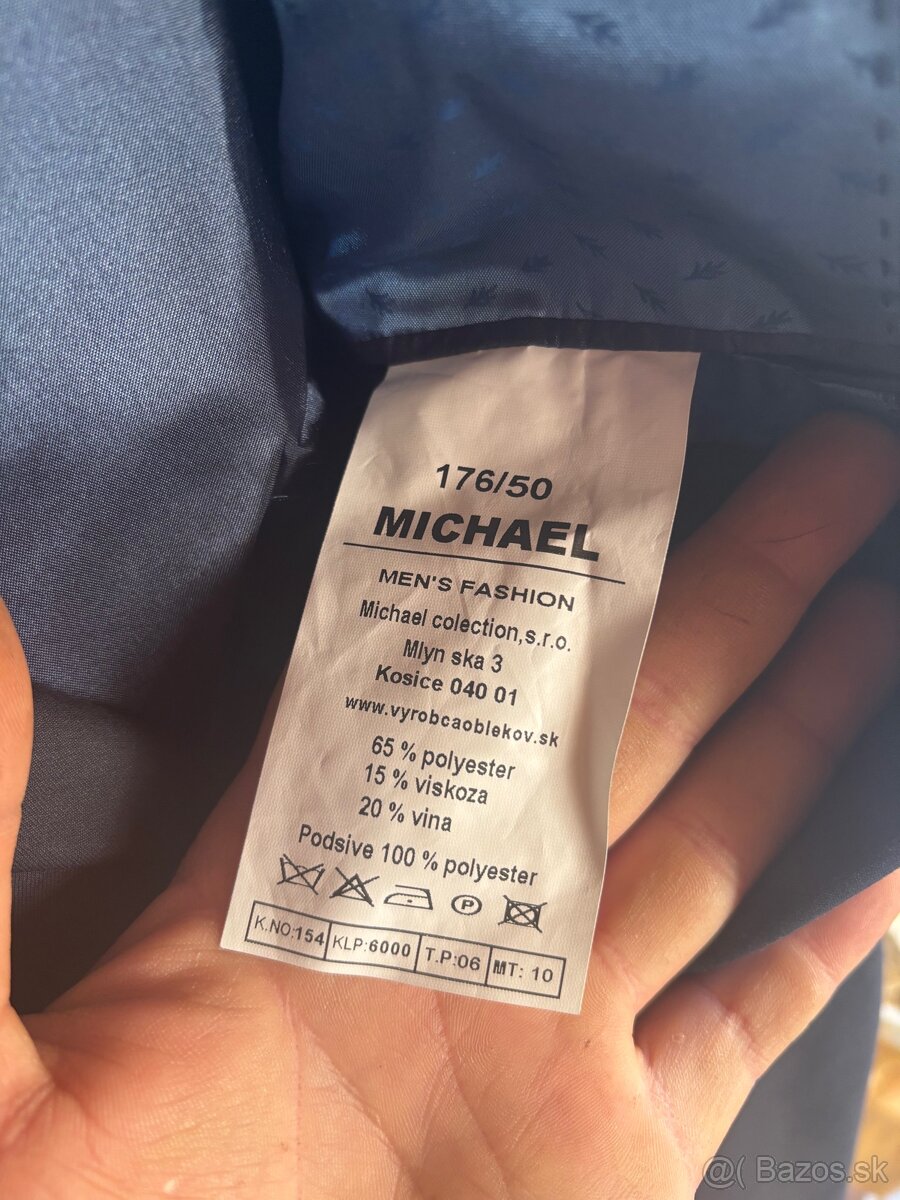 176/50
MICHAEL
MEN'S FASHION
Michael colection,s.r.o.
Mlyn ska 3
Kosice 040 01
www.vyrobcaoblekov.sk
65 % polyester
15 % viskoza
20 % vina
Podsive 100 % polyester
P
K.NO:154 KLP:6000 T.P:06 MT: 10
@( Bazos.sk